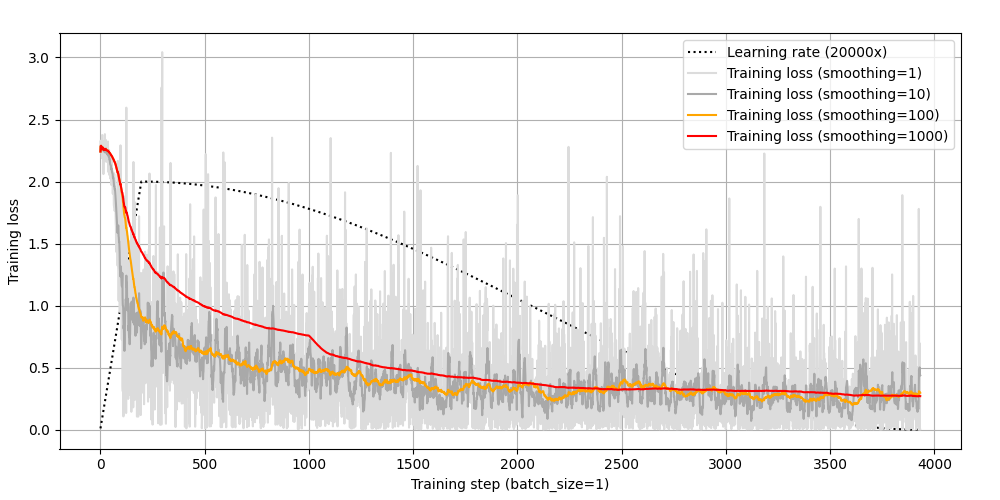 3.0
2.5
2.0
1.5
1.0
0.5
0.0
Training loss
Learning rate (20000x)
Training loss (smoothing=1)
Training loss (smoothing=10)
Training loss (smoothing=100)
Training loss (smoothing=1000)
0 500 1000 1500 2000 2500 3000 3500 4000
Training step (batch_size=1)